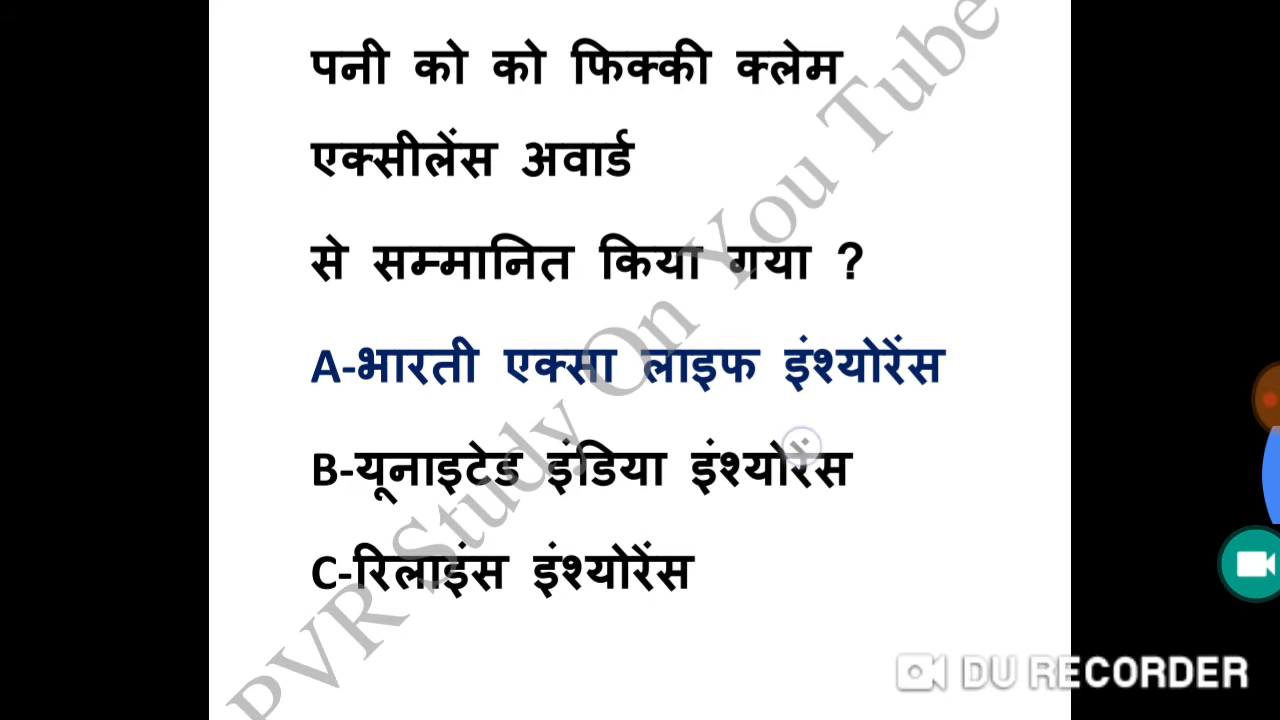 पनी को को फिक्की क्लेम
एक्सीलेंस अवार्ड
से सम्मानित किया गया ?
A-भारती एक्सा लाइफ इंश्योरेंस
B-यूनाइटेड इंडिया इंश्योरेंस
C-रिलाइंस इंश्योरेंस
PVR Study On You Tube
DU RECORDER